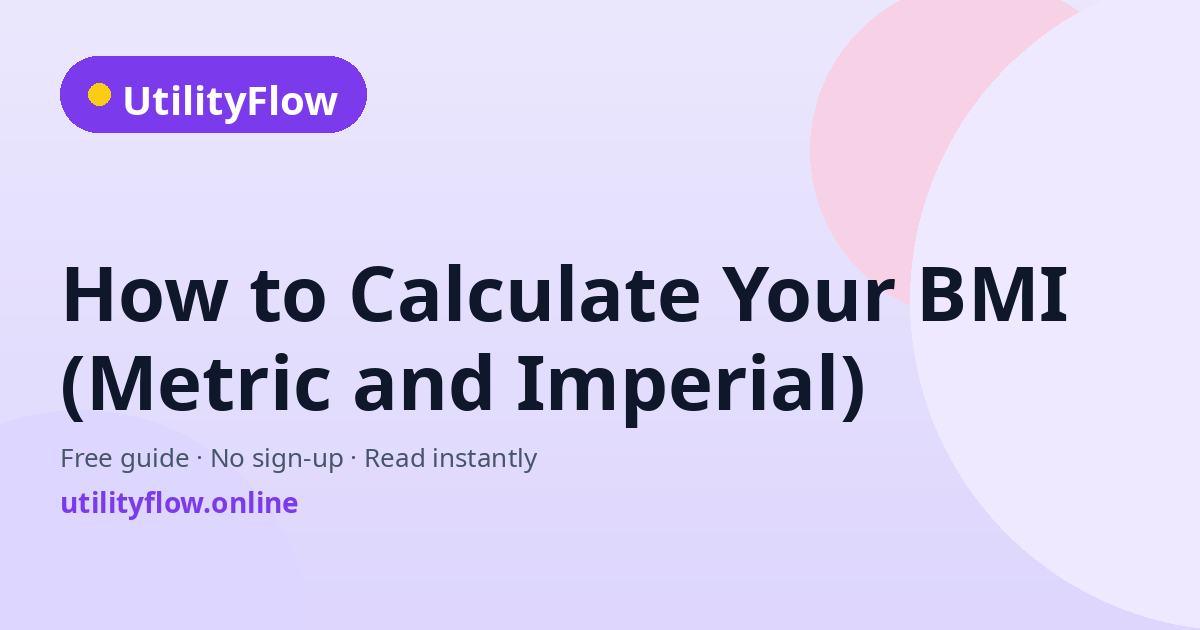 UtilityFlow
How to Calculate Your BMI
(Metric and Imperial)
Free guide · No sign-up · Read instantly
utilityflow.online